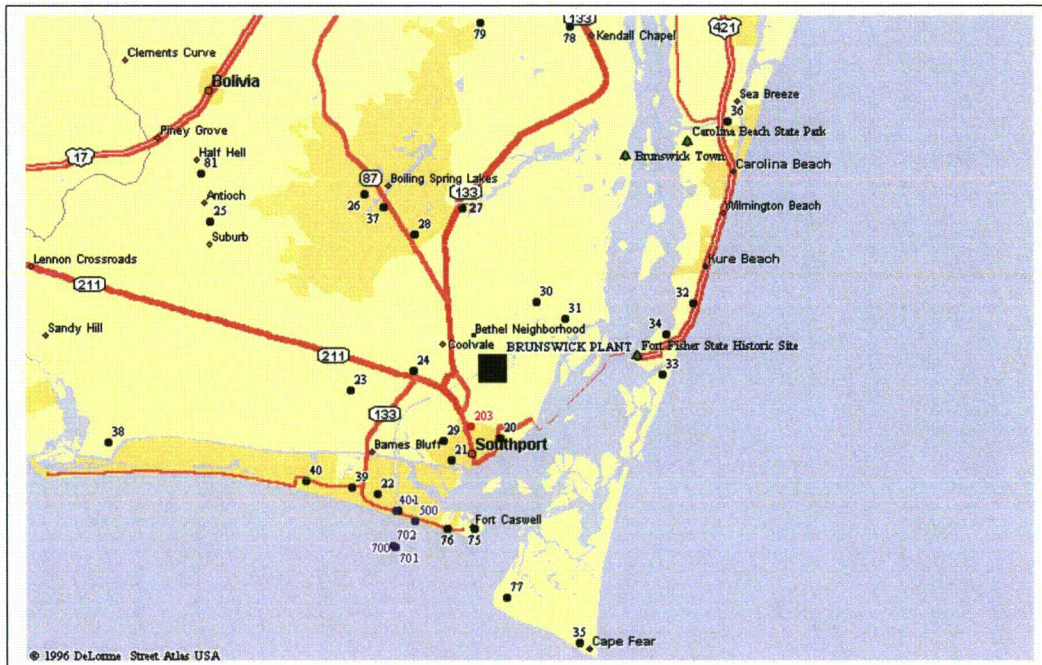 133
421
79
78
Kendall Chapel
Clements Curve
Bolivia
Sea Breeze
36
Carolina Beach State Park
Piney Grove
17
Half Hell
81
Brunswick Town
Carolina Beach
87
Boiling Spring Lakes
133
26
37
27
Antioch
25
Wilmington Beach
28
Suburb
Lennon Crossroads
Kure Beach
211
30
32
31
Sandy Hill
Bethel Neighborhood
34
Coolvale
BRUNSWICK PLANT
Fort Fisher State Historic Site
211
24
33
23
133
203
38
29
20
Barnes Bluff
21
Southport
40
39
22
401
500
702
Fort Caswell
76
75
700
701
77
35
Cape Fear
© 1996 DeLorme Street Atlas USA